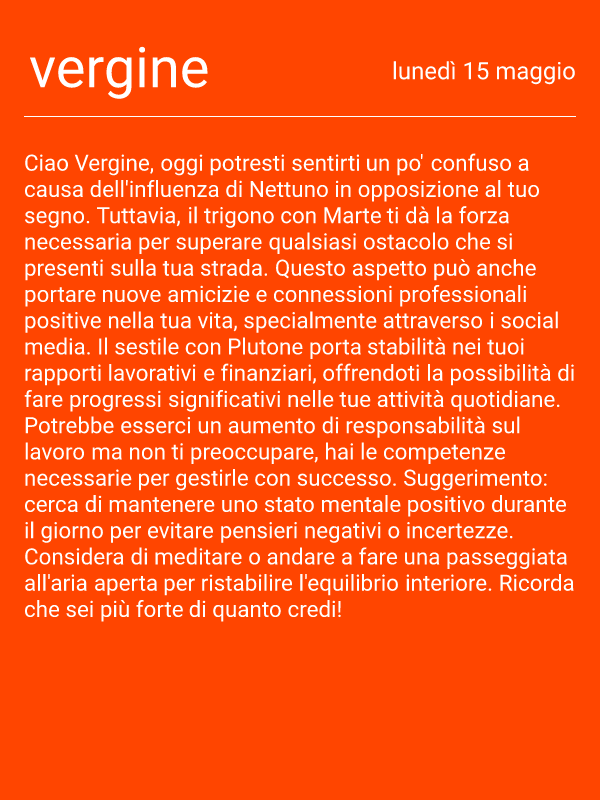 vergine
lunedì 15 maggio
Ciao Vergine, oggi potresti sentirti un po' confuso a
causa dell'influenza di Nettuno in opposizione al tuo
segno. Tuttavia, il trigono con Marte ti dà la forza
necessaria per superare qualsiasi ostacolo che si
presenti sulla tua strada. Questo aspetto può anche
portare nuove amicizie e connessioni professionali
positive nella tua vita, specialmente attraverso i social
media. Il sestile con Plutone porta stabilità nei tuoi
rapporti lavorativi e finanziari, offrendoti la possibilità di
fare progressi significativi nelle tue attività quotidiane.
Potrebbe esserci un aumento di responsabilità sul
lavoro ma non ti preoccupare, hai le competenze
necessarie per gestirle con successo. Suggerimento:
cerca di mantenere uno stato mentale positivo durante
il giorno per evitare pensieri negativi o incertezze.
Considera di meditare o andare a fare una passeggiata
all'aria aperta per ristabilire l'equilibrio interiore. Ricorda
che sei più forte di quanto credi!